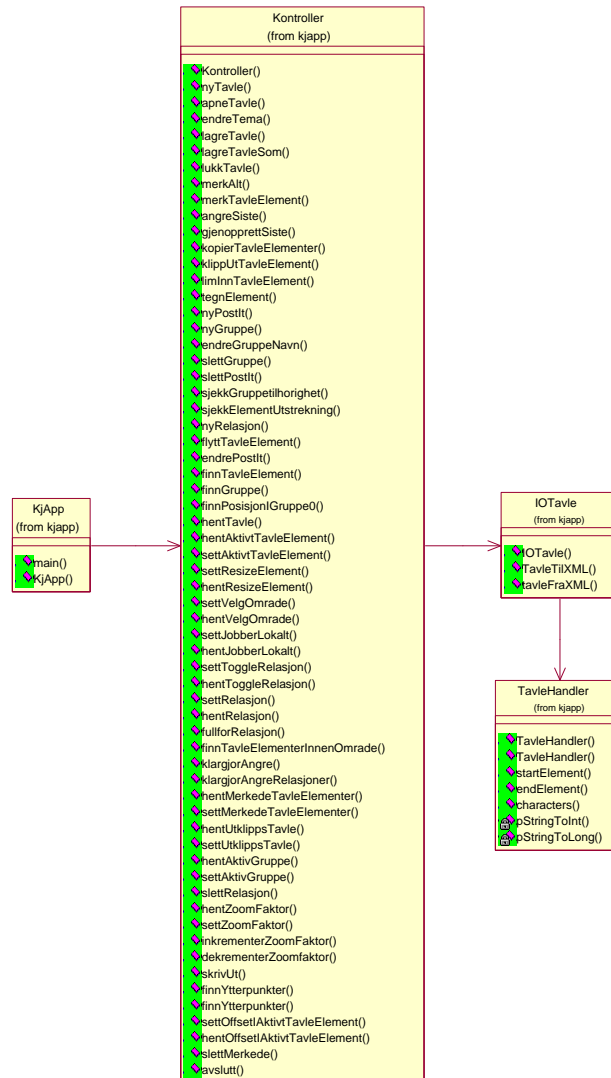 Kontroller
(from kjapp)
Kontroller()
nyTavle()
apneTavle()
endreTema()
lagreTavle()
lagreTavleSom()
lukkTavle()
merkAlt()
merkTavleElement()
angreSiste()
gjenopprettSiste()
kopierTavleElementer()
klippUtTavleElement()
limInnTavleElement()
tegnElement()
nyPostIt()
nyGruppe()
endreGruppeNavn()
slettGruppe()
slettPostIt()
sjekkGruppetilhorighet()
sjekkElementUtstrekning()
nyRelasjon()
flyttTavleElement()
endrePostIt()
finnTavleElement()
finnGruppe()
finnPosisjonIGruppe0()
hentTavle()
hentAktivtTavleElement()
settAktivtTavleElement()
settResizeElement()
hentResizeElement()
settVelgOmrade()
hentVelgOmrade()
settJobberLokalt()
hentJobberLokalt()
settToggleRelasjon()
hentToggleRelasjon()
settRelasjon()
hentRelasjon()
fullforRelasjon()
finnTavleElementerInnenOmrade()
klargjorAngre()
klargjorAngreRelasjoner()
hentMerkedeTavleElementer()
settMerkedeTavleElementer()
hentUtklippsTavle()
settUtklippsTavle()
hentAktivGruppe()
settAktivGruppe()
slettRelasjon()
hentZoomFaktor()
settZoomFaktor()
inkrementerZoomFaktor()
dekrementerZoomfaktor()
skrivUt()
finnYtterpunkter()
finnYtterpunkter()
settOffsetIAktivtTavleElement()
hentOffsetIAktivtTavleElement()
slettMerkede()
avslutt()
KjApp
(from kjapp)
main()
KjApp()
IOTavle
(from kjapp)
IOTavle()
TavleTilXML()
tavleFraXML()
TavleHandler
(from kjapp)
TavleHandler()
TavleHandler()
startElement()
endElement()
characters()
pStringToInt()
pStringToLong()